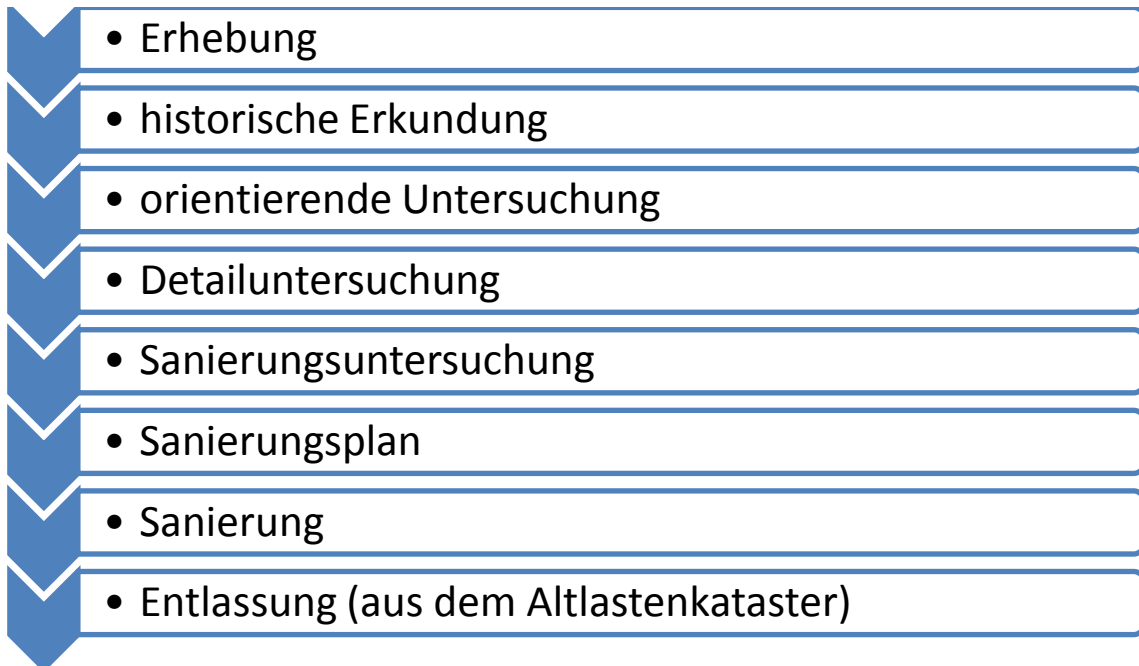 • Erhebung
• historische Erkundung
• orientierende Untersuchung
• Detailuntersuchung
• Sanierungsuntersuchung
• Sanierungsplan
• Sanierung
• Entlassung (aus dem Altlastenkataster)